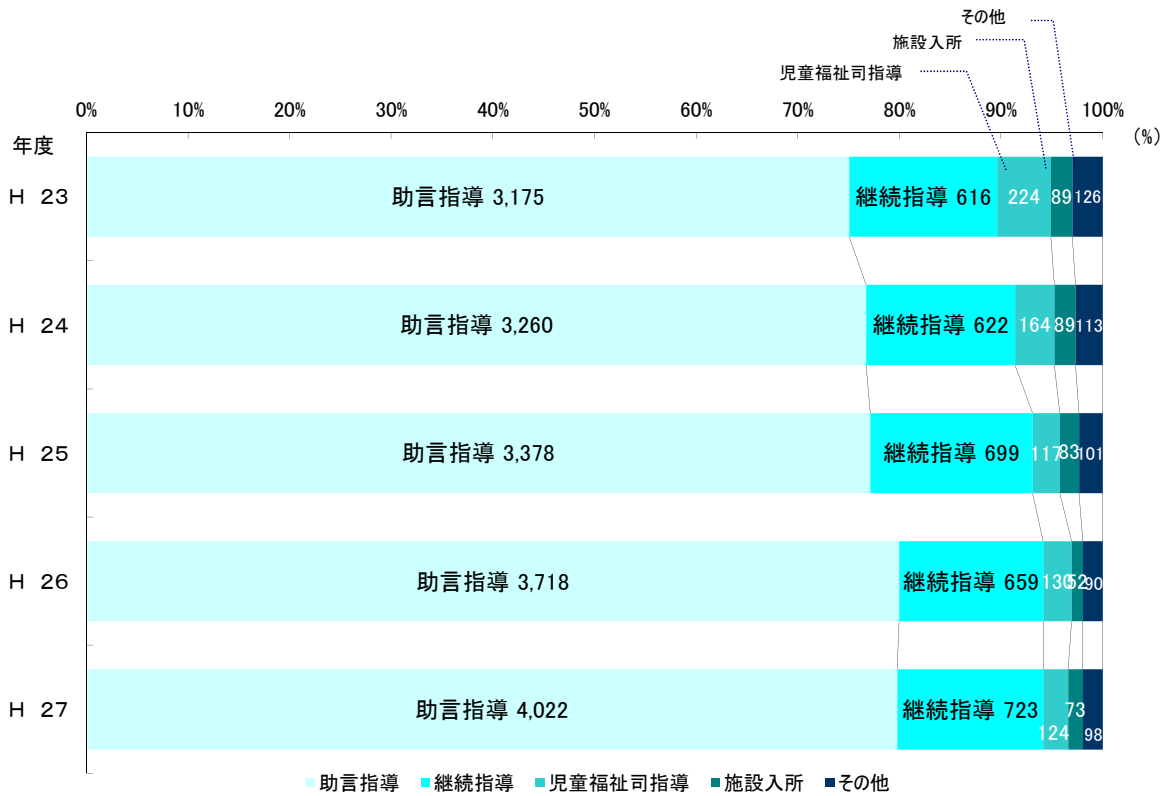 その他
施設入所
児童福祉司指導
0% 10% 20% 30% 40% 50% 60% 70% 80% 90% 100%
(%)
年度
H 23 助言指導 3,175 継続指導 616 224 89 126
H 24 助言指導 3,260 継続指導 622 164 89 113
H 25 助言指導 3,378 継続指導 699 117 83 101
H 26 助言指導 3,718 継続指導 659 130 52 90
H 27 助言指導 4,022 継続指導 723 124 73 98
助言指導 継続指導 児童福祉司指導 施設入所 その他